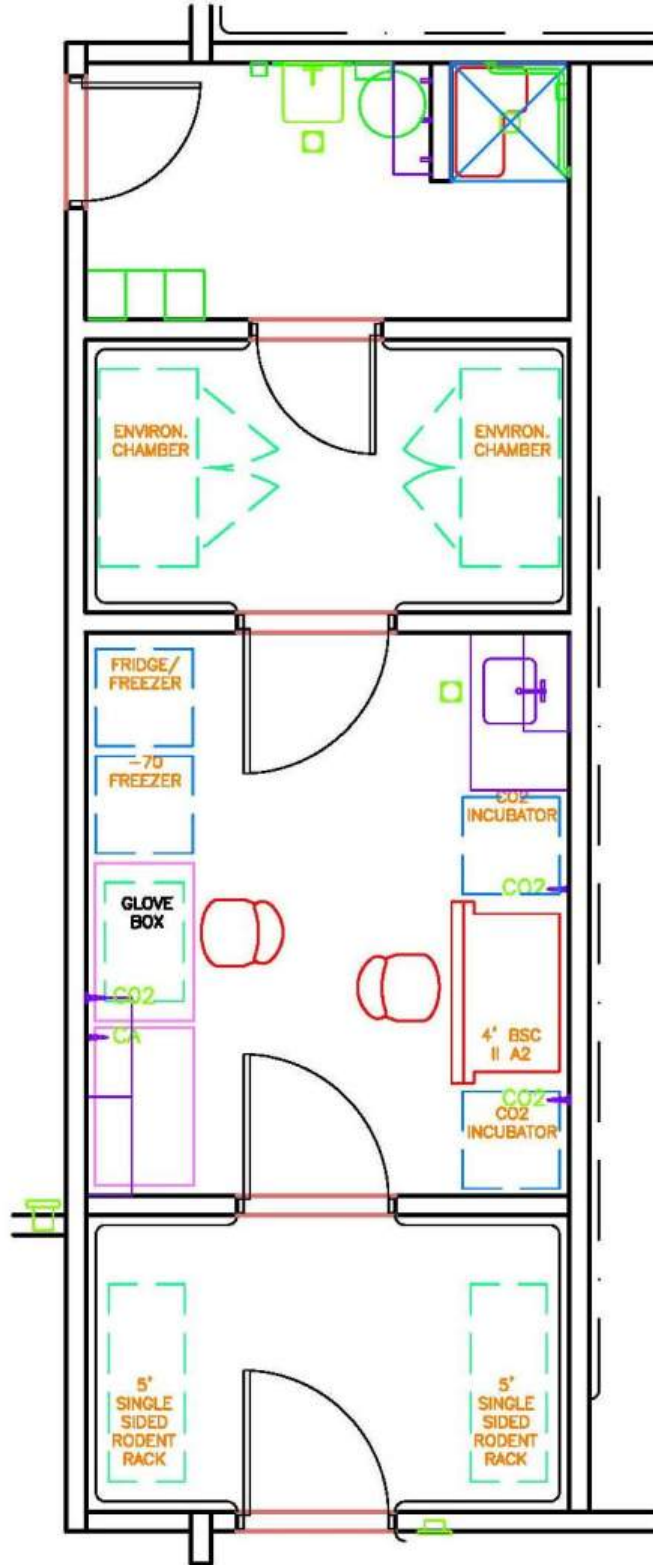 ENVIRON.
CHAMBER
ENVIRON.
CHAMBER
FRIDGE/
FREEZER
-70
FREEZER
CO2
INCUBATOR
CO2
GLOVE
BOX
CO2
CA
4' BSC
II A2
CO2
CO2
INCUBATOR
5'
SINGLE
SIDED
RODENT
RACK
5'
SINGLE
SIDED
RODENT
RACK